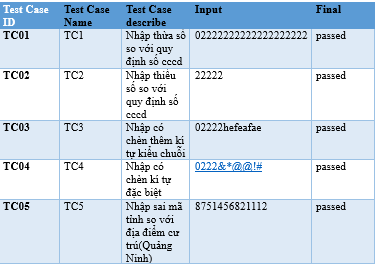 Test Case ID
Test Case Name
Test Case describe
Input
Final
TC01
TC1
Nhập thừa số
so với quy
định số cccd
02222222222222222222
passed
TC02
TC2
Nhập thiếu
số so với
quy định số
cccd
22222
passed
TC03
TC3
Nhập có
chèn thêm kí
tự kiểu chuỗi
02222hefeafae
passed
TC04
TC4
Nhập có
chèn kí tự
đặc biệt
0222&*@@!#
passed
TC05
TC5
Nhập sai mã
tỉnh so với
địa điểm cư
trú(Quảng
Ninh)
8751456821112
passed